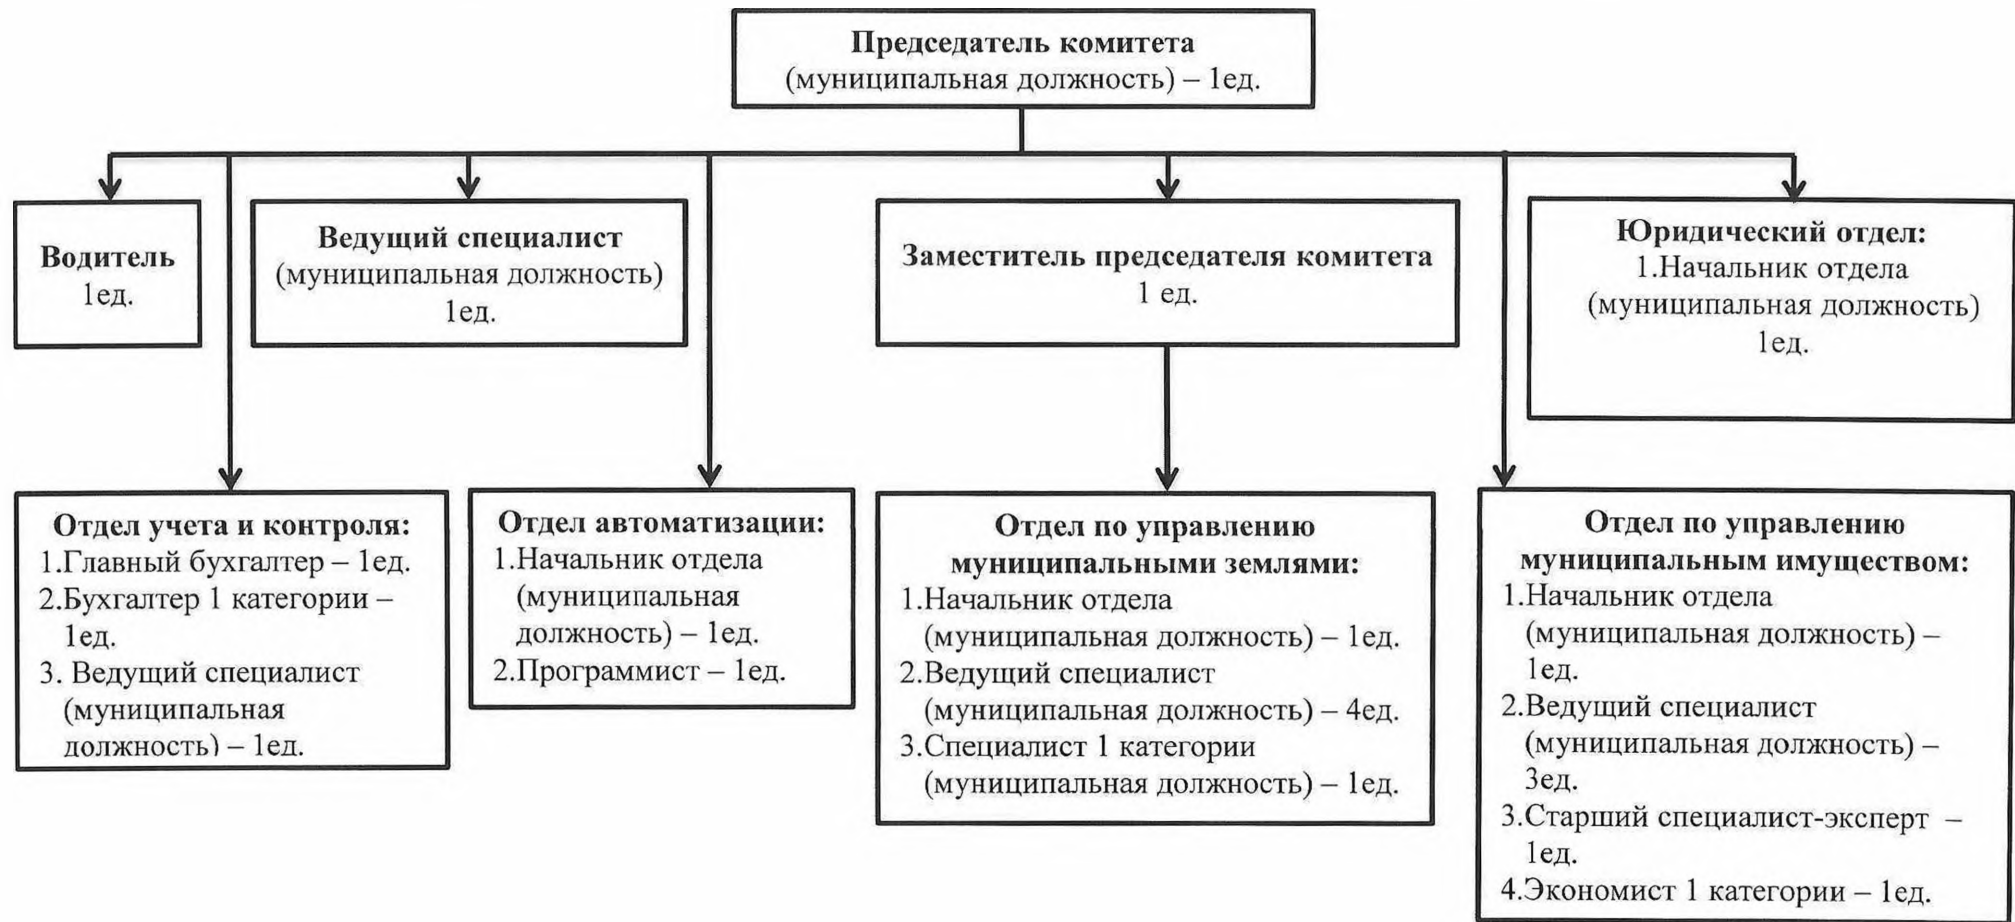 Председатель комитета
(муниципальная должность) – 1ед.
Водитель
1ед.
Ведущий специалист
(муниципальная должность)
1ед.
Заместитель председателя комитета
1 ед.
Юридический отдел:
1.Начальник отдела
(муниципальная должность)
1ед.
Отдел учета и контроля:
1.Главный бухгалтер – 1ед.
2.Бухгалтер 1 категории –
1ед.
3. Ведущий специалист
(муниципальная
должность) – 1ед.
Отдел автоматизации:
1.Начальник отдела
(муниципальная
должность) – 1ед.
2.Программист – 1ед.
Отдел по управлению
муниципальными землями:
1.Начальник отдела
(муниципальная должность) – 1ед.
2.Ведущий специалист
(муниципальная должность) – 4ед.
3.Специалист 1 категории
(муниципальная должность) – 1ед.
Отдел по управлению
муниципальным имуществом:
1.Начальник отдела
(муниципальная должность) –
1ед.
2.Ведущий специалист
(муниципальная должность) –
3ед.
3.Старший специалист-эксперт –
1ед.
4.Экономист 1 категории – 1ед.